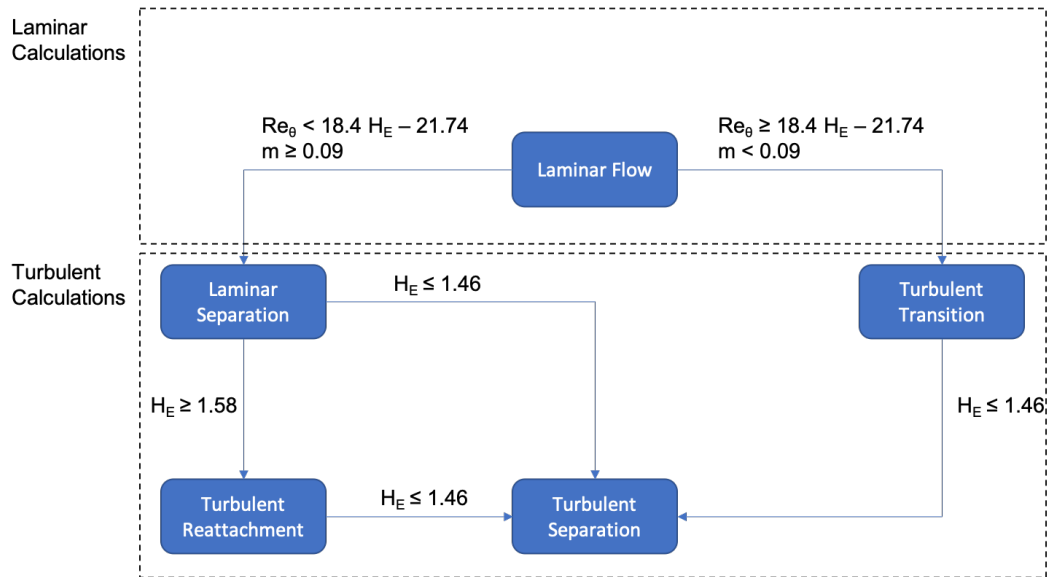 Laminar
Calculations
Re_θ < 18.4 H_E – 21.74
m ≥ 0.09
Re_θ ≥ 18.4 H_E – 21.74
m < 0.09
Laminar Flow
Turbulent
Calculations
Laminar
Separation
H_E ≤ 1.46
Turbulent
Transition
H_E ≥ 1.58
H_E ≤ 1.46
Turbulent
Reattachment
H_E ≤ 1.46
Turbulent
Separation